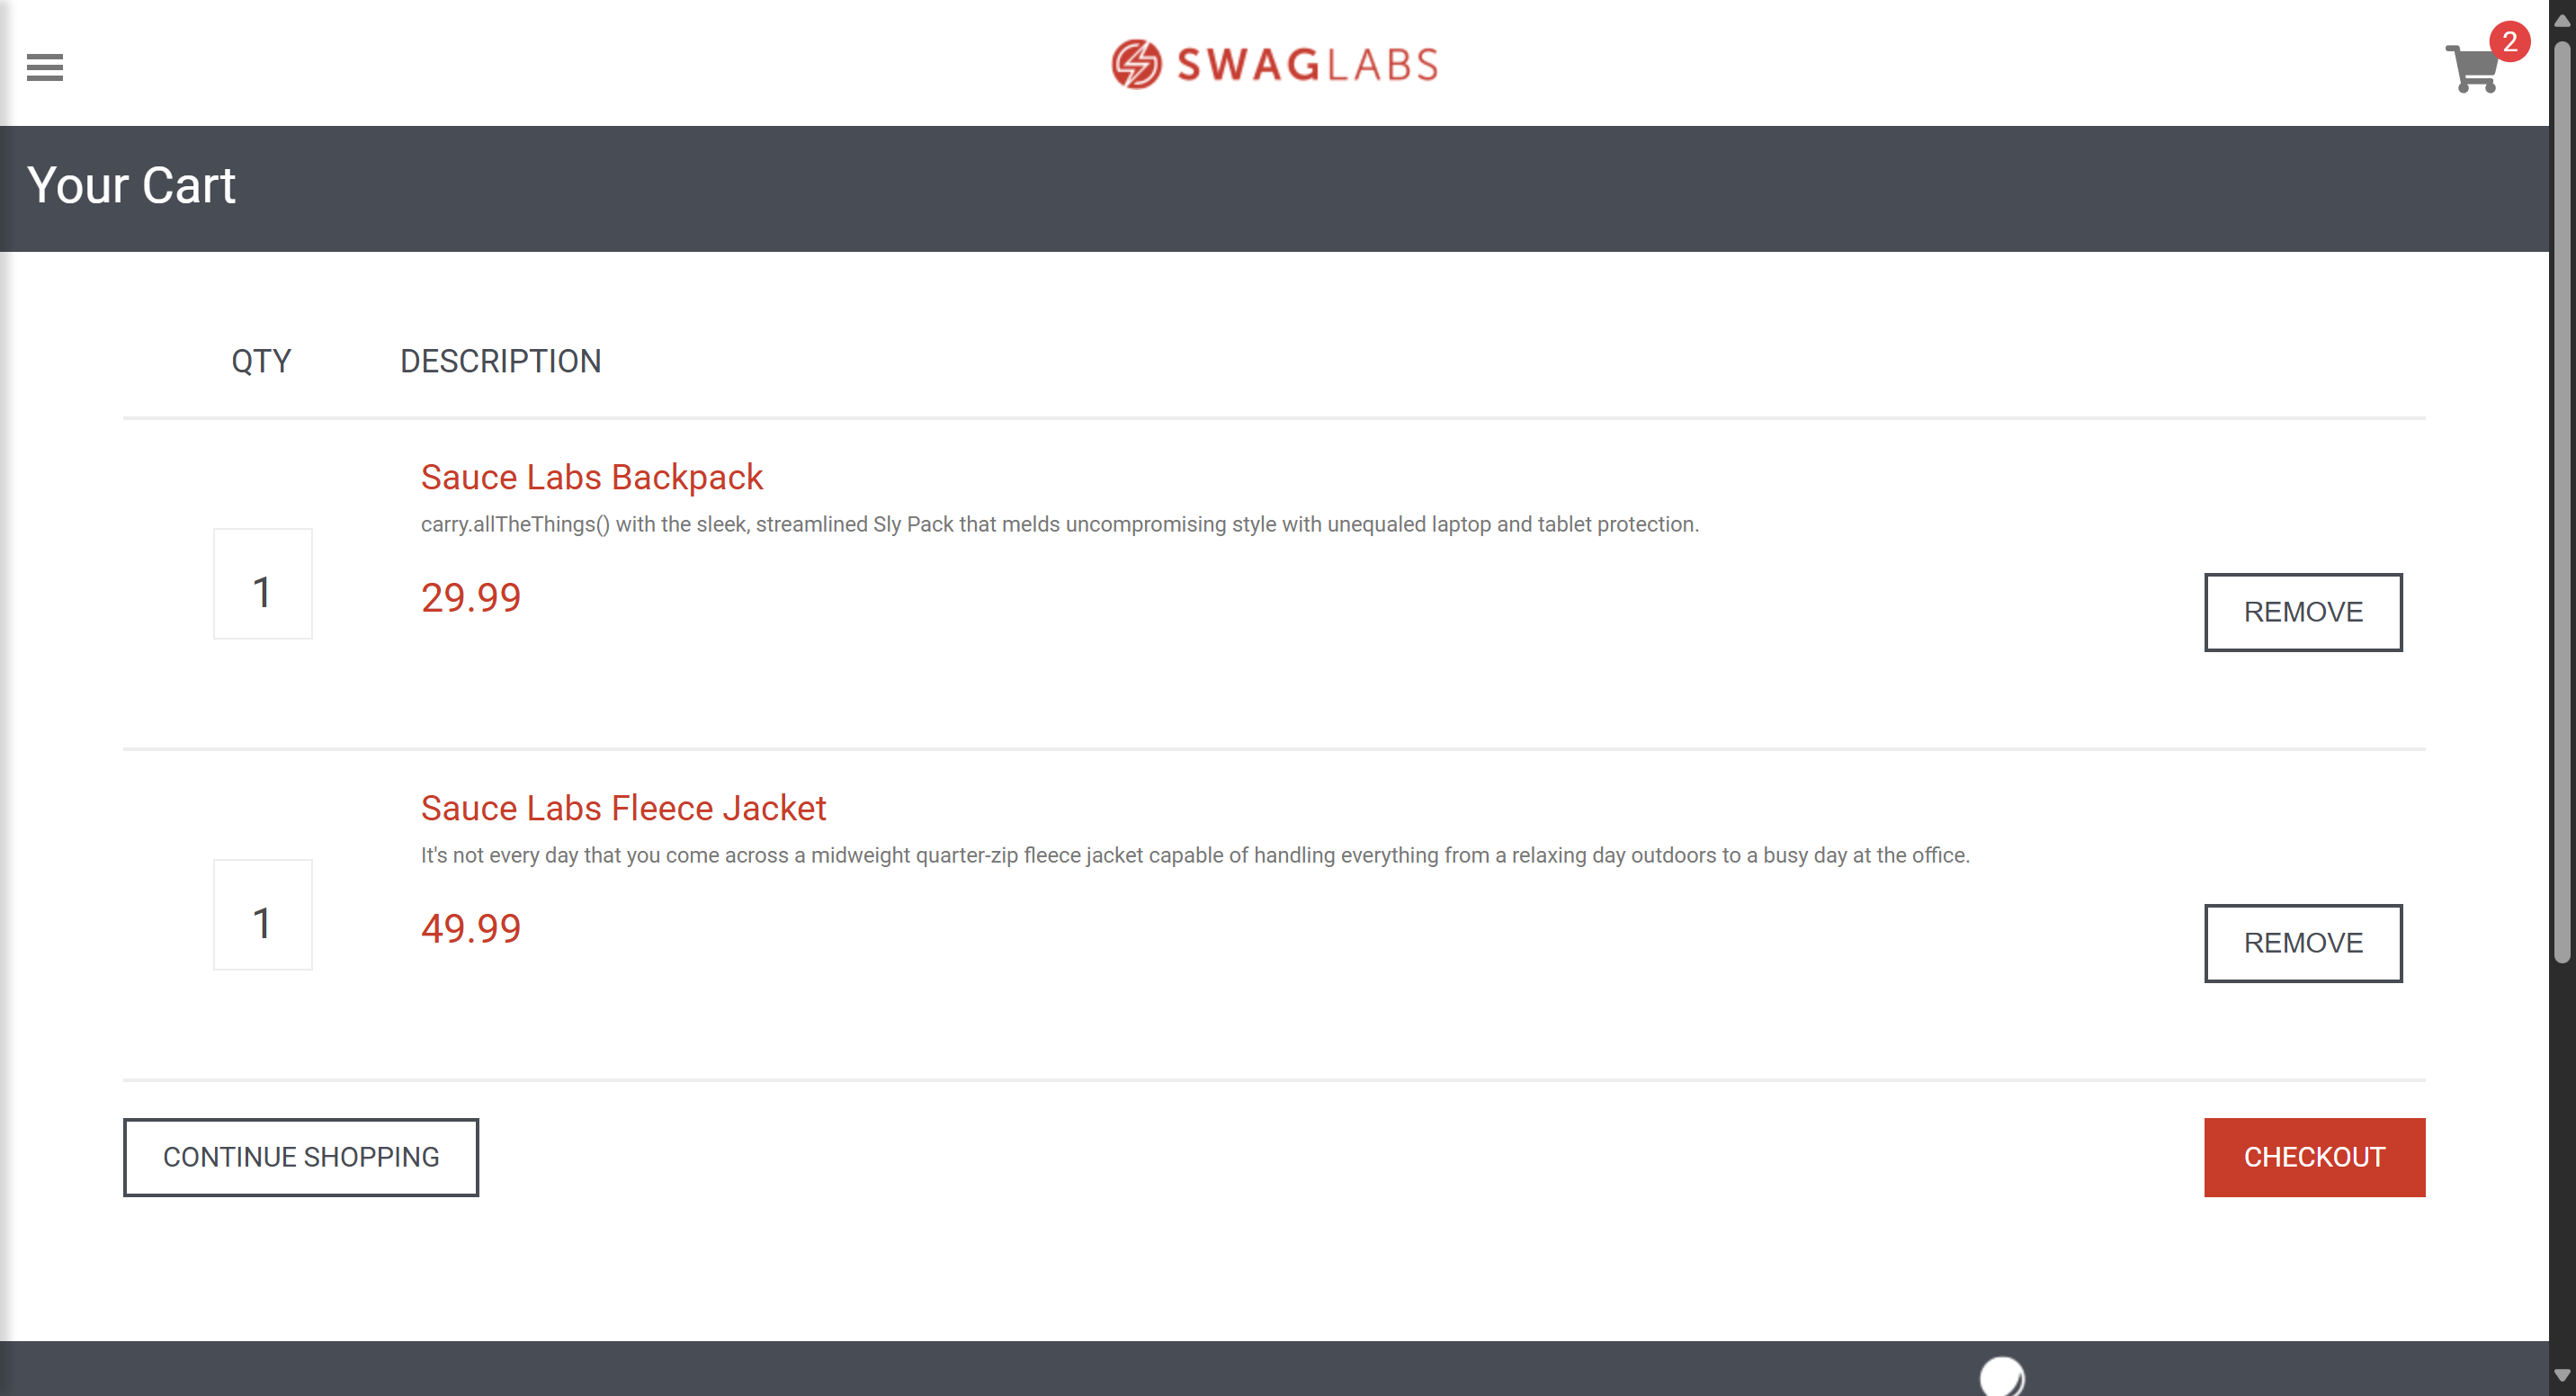 SWAGLABS
2
Your Cart
QTY DESCRIPTION
Sauce Labs Backpack
carry.allTheThings() with the sleek, streamlined Sly Pack that melds uncompromising style with unequaled laptop and tablet protection.
1
29.99
REMOVE
Sauce Labs Fleece Jacket
It's not every day that you come across a midweight quarter-zip fleece jacket capable of handling everything from a relaxing day outdoors to a busy day at the office.
1
49.99
REMOVE
CONTINUE SHOPPING CHECKOUT